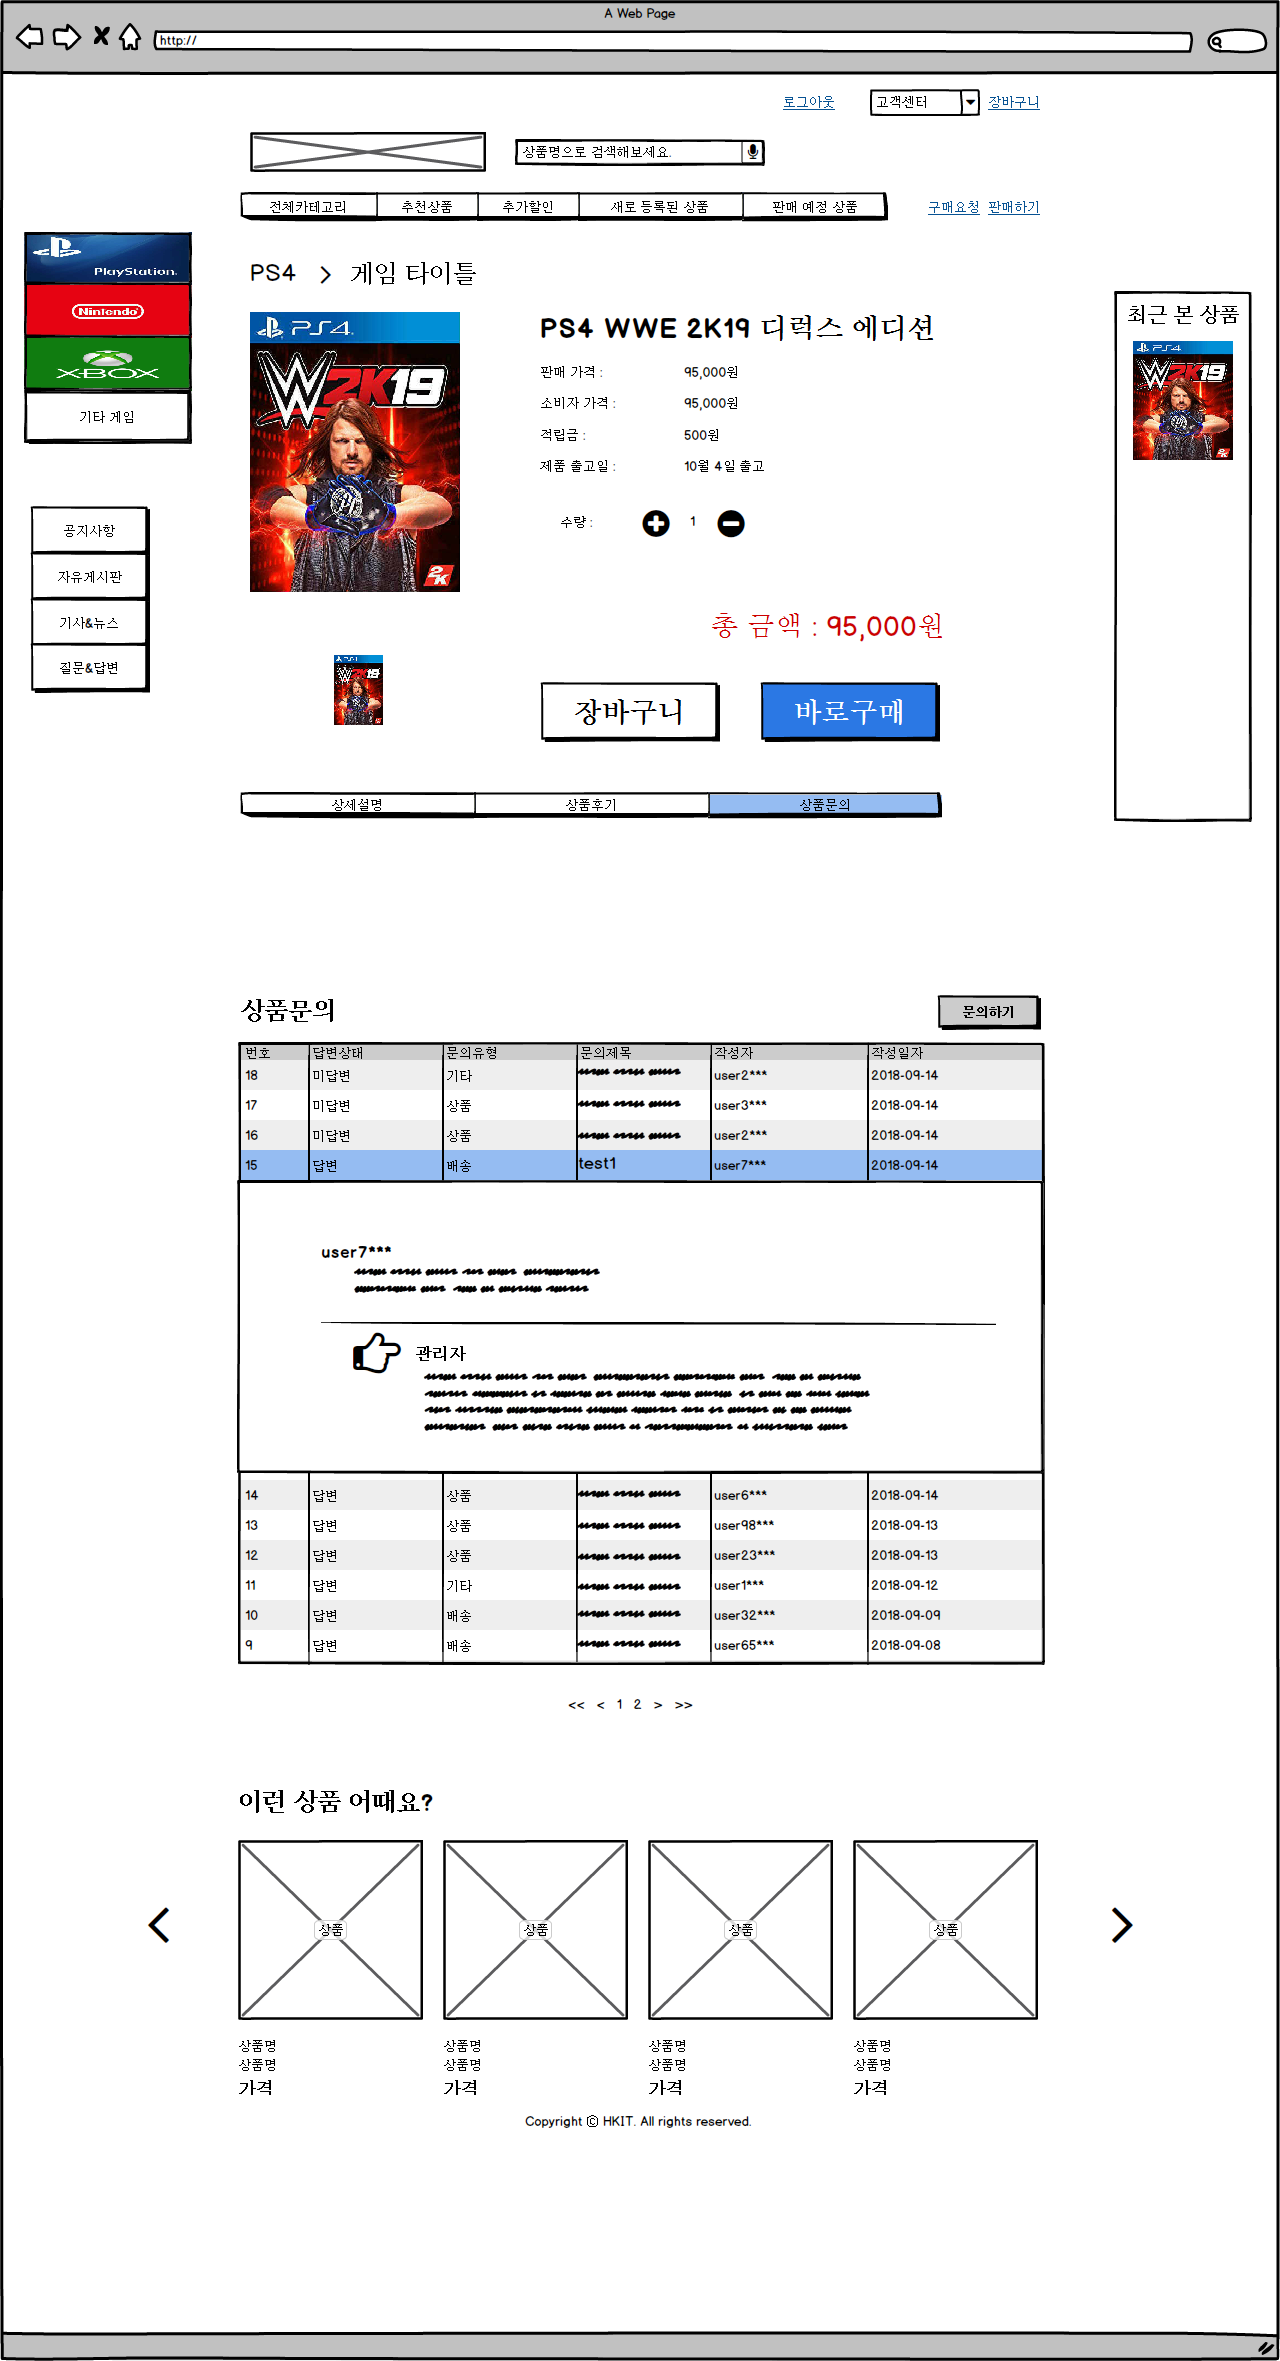 A Web Page
http://
로그아웃 고객센터 장바구니
상품명으로 검색해보세요.
전체카테고리 추천상품 추가할인 새로 등록된 상품 판매 예정 상품 구매요청 판매하기
PlayStation.
Nintendo
XBOX
기타 게임
공지사항
자유게시판
기사&뉴스
질문&답변
PS4 > 게임 타이틀
PS4
W2K19
2K
PS4 WWE 2K19 디럭스 에디션
판매 가격 : 95,000원
소비자 가격 : 95,000원
적립금 : 500원
제품 출고일 : 10월 4일 출고
수량 : 1
총 금액 : 95,000원
장바구니 바로구매
최근 본 상품
PS4
W2K19
2K
PS4
W2K19
상세설명 상품후기 상품문의
상품문의 문의하기
번호 답변상태 문의유형 문의제목 작성자 작성일자
18 미답변 기타 user2*** 2018-09-14
17 미답변 상품 user3*** 2018-09-14
16 미답변 상품 user2*** 2018-09-14
15 답변 배송 test1 user7*** 2018-09-14
user7***
관리자
14 답변 상품 user6*** 2018-09-14
13 답변 상품 user98*** 2018-09-13
12 답변 상품 user23*** 2018-09-13
11 답변 기타 user1*** 2018-09-12
10 답변 배송 user32*** 2018-09-09
9 답변 배송 user65*** 2018-09-08
<< < 1 2 > >>
이런 상품 어때요?
상품 상품 상품 상품
상품명 상품명 상품명 상품명
상품명 상품명 상품명 상품명
가격 가격 가격 가격
Copyright ⓒ HKIT. All rights reserved.